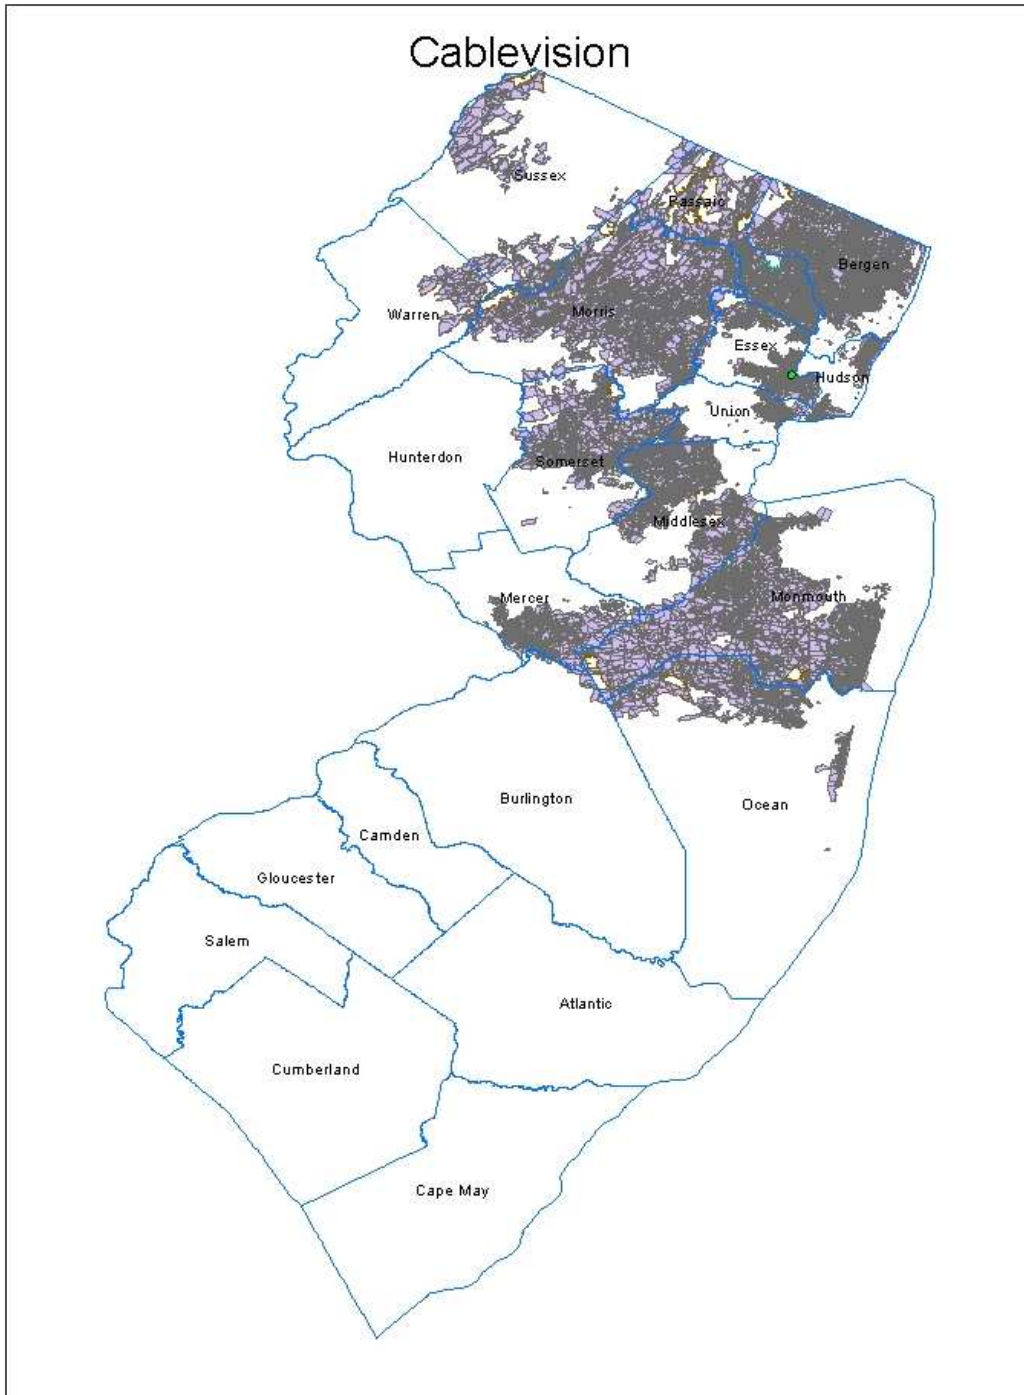 Cablevision
Sussex
Passaic
Bergen
Warren
Morris
Essex
Hudson
Union
Hunterdon
Somerset
Middlesex
Mercer
Monmouth
Burlington
Ocean
Camden
Gloucester
Salem
Atlantic
Cumberland
Cape May